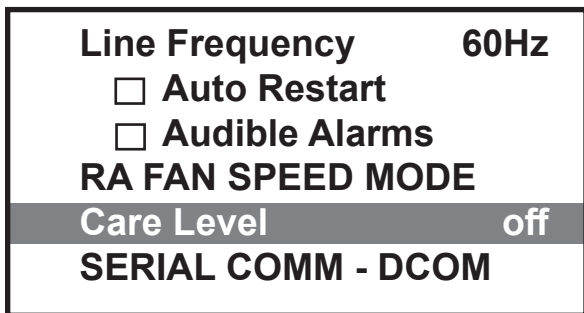 Line Frequency 60Hz
Auto Restart
Audible Alarms
RA FAN SPEED MODE
Care Level off
SERIAL COMM - DCOM